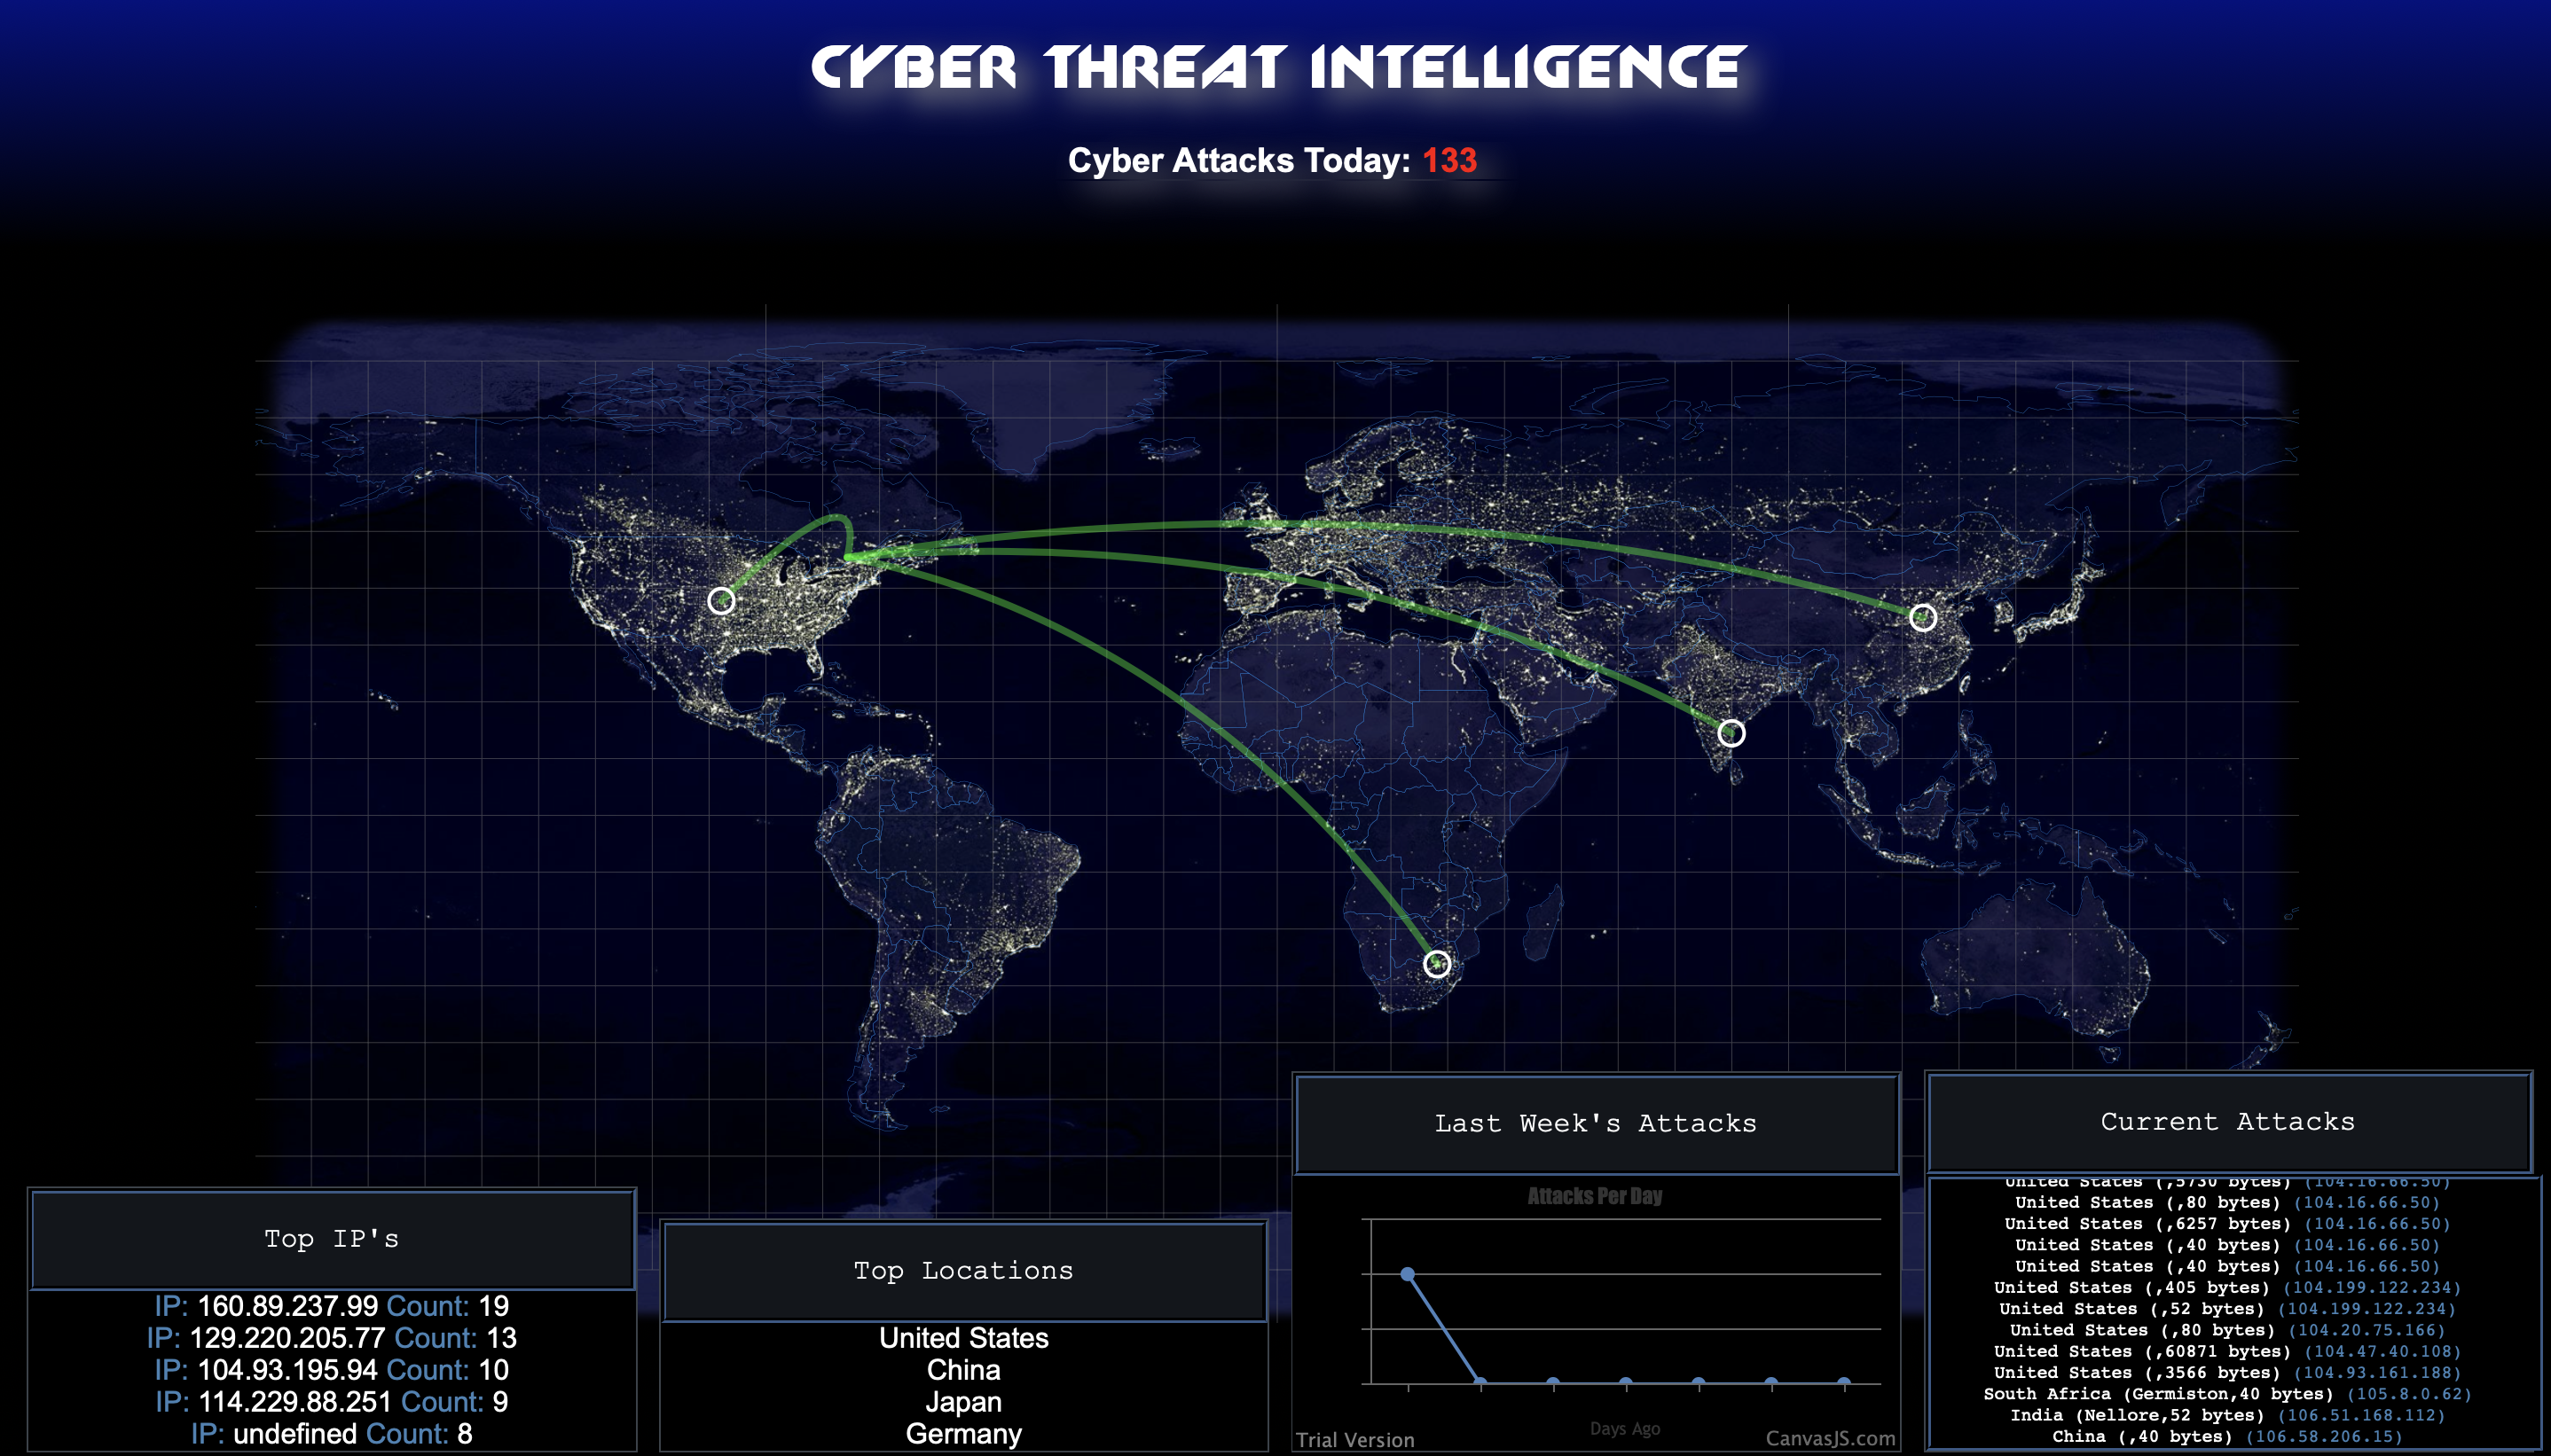 CYBER THREAT INTELLIGENCE
Cyber Attacks Today: 133
Top IP's
IP: 160.89.237.99 Count: 19
IP: 129.220.205.77 Count: 13
IP: 104.93.195.94 Count: 10
IP: 114.229.88.251 Count: 9
IP: undefined Count: 8
Top Locations
United States
China
Japan
Germany
Last Week's Attacks
Attacks Per Day
Days Ago
Trial Version
CanvasJS.com
Current Attacks
United States (,5730 bytes) (104.16.66.50)
United States (,80 bytes) (104.16.66.50)
United States (,6257 bytes) (104.16.66.50)
United States (,40 bytes) (104.16.66.50)
United States (,40 bytes) (104.16.66.50)
United States (,405 bytes) (104.199.122.234)
United States (,52 bytes) (104.199.122.234)
United States (,80 bytes) (104.20.75.166)
United States (,60871 bytes) (104.47.40.108)
United States (,3566 bytes) (104.93.161.188)
South Africa (Germiston,40 bytes) (105.8.0.62)
India (Nellore,52 bytes) (106.51.168.112)
China (,40 bytes) (106.58.206.15)